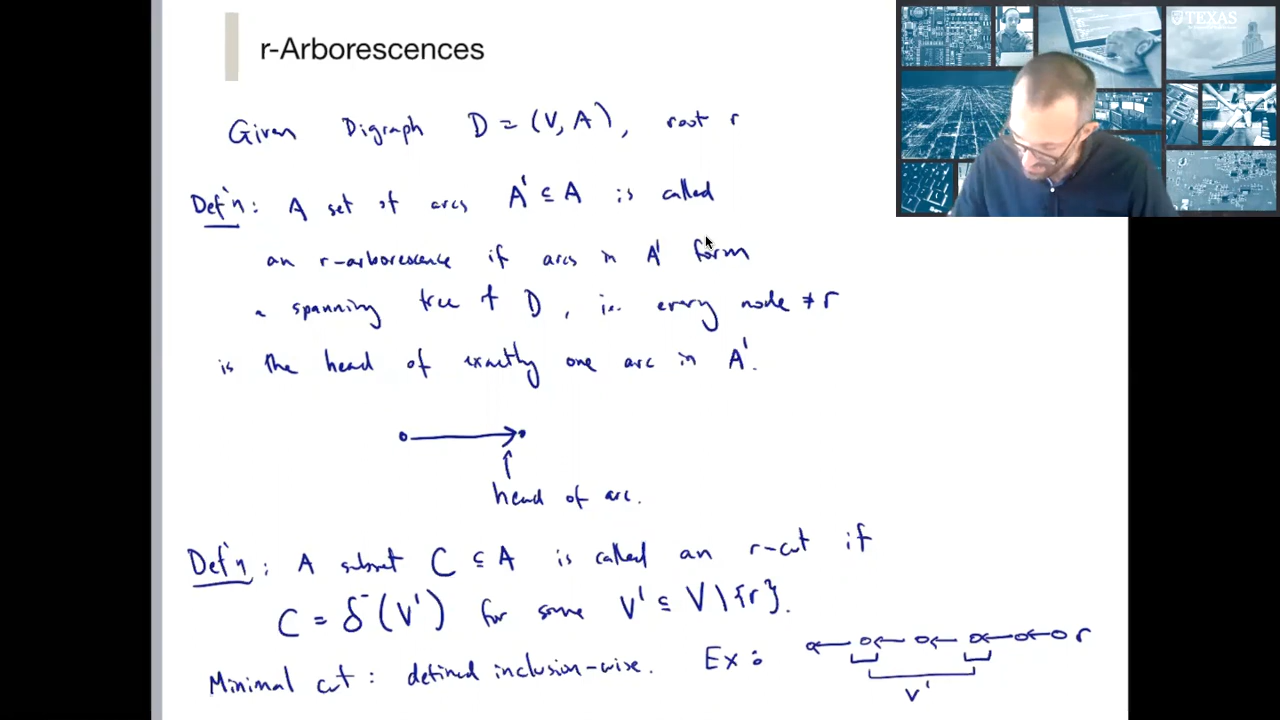 r-Arborescences
TEXAS
Given Digraph D = (V, A), root r
Def'n: A set of arcs A' ⊆ A is called
an r-arborescence if arcs in A' form
a spanning tree of D, i.e. every node ≠ r
is the head of exactly one arc in A'.
head of arc.
Def'n: A subset C ⊆ A is called an r-cut if
C = δ⁻(V') for some V' ⊆ V \ {r}.
Minimal cut: defined inclusion-wise. Ex: r
V'